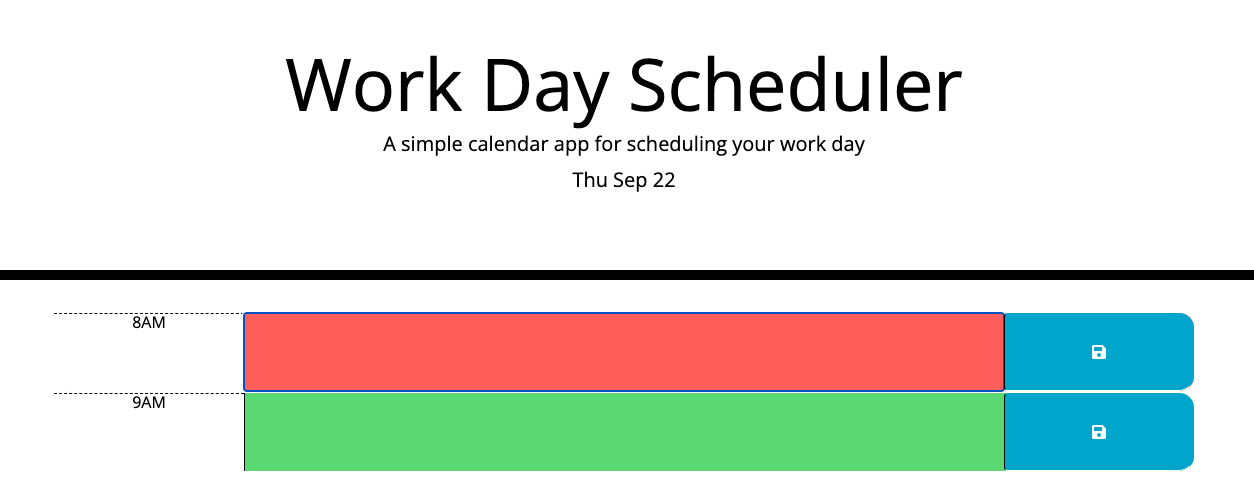 Work Day Scheduler
A simple calendar app for scheduling your work day
Thu Sep 22
8AM
9AM